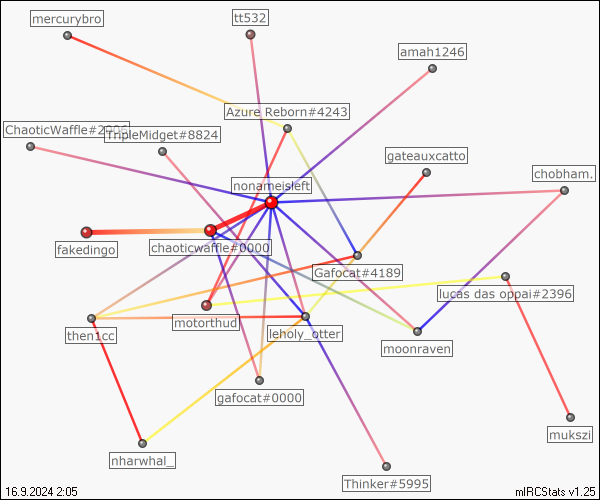 mercurybro
tt532
amah1246
Azure Reborn#4243
ChaoticWaffle#2006
TripleMidget#8824
gateauxcatto
nonameisleft
chobham.
fakedingo
chaoticwaffle#0000
Gafocat#4189
lucas das oppai#2396
motorthud
then1cc
leholy_otter
moonraven
gafocat#0000
mukszi
nharwhal_
Thinker#5995
16.9.2024 2:05
mIRCStats v1.25